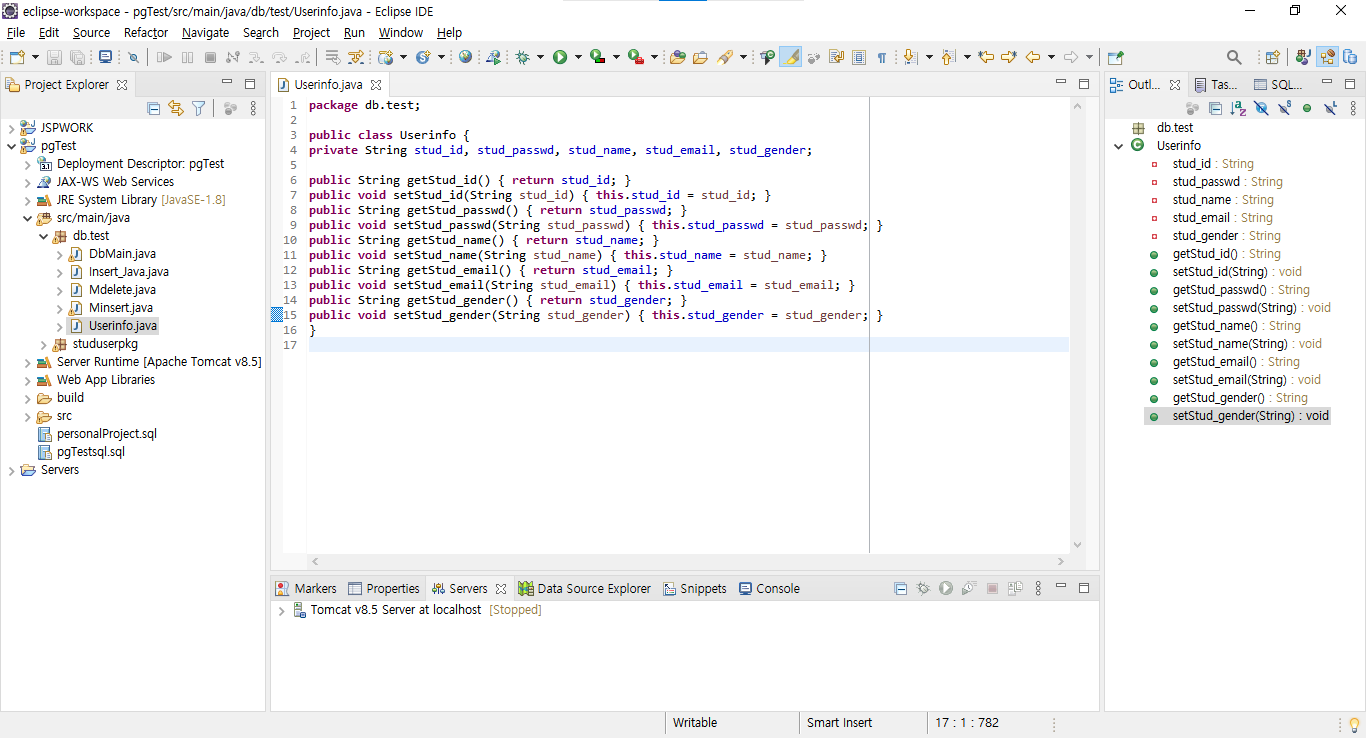 eclipse-workspace - pgTest/src/main/java/db/test/Userinfo.java - Eclipse IDE
File Edit Source Refactor Navigate Search Project Run Window Help
Project Explorer
JSPWORK
pgTest
Deployment Descriptor: pgTest
JAX-WS Web Services
JRE System Library [JavaSE-1.8]
src/main/java
db.test
DbMain.java
Insert_Java.java
Mdelete.java
Minsert.java
Userinfo.java
studuserpkg
Server Runtime [Apache Tomcat v8.5]
Web App Libraries
build
src
personalProject.sql
pgTestsql.sql
Servers
Userinfo.java
1 package db.test;
2
3 public class Userinfo {
4 private String stud_id, stud_passwd, stud_name, stud_email, stud_gender;
5
6 public String getStud_id() { return stud_id; }
7 public void setStud_id(String stud_id) { this.stud_id = stud_id; }
8 public String getStud_passwd() { return stud_passwd; }
9 public void setStud_passwd(String stud_passwd) { this.stud_passwd = stud_passwd; }
10 public String getStud_name() { return stud_name; }
11 public void setStud_name(String stud_name) { this.stud_name = stud_name; }
12 public String getStud_email() { return stud_email; }
13 public void setStud_email(String stud_email) { this.stud_email = stud_email; }
14 public String getStud_gender() { return stud_gender; }
15 public void setStud_gender(String stud_gender) { this.stud_gender = stud_gender; }
16 }
17
Markers Properties Servers Data Source Explorer Snippets Console
Tomcat v8.5 Server at localhost [Stopped]
Outl... Tas... SQL...
db.test
Userinfo
stud_id : String
stud_passwd : String
stud_name : String
stud_email : String
stud_gender : String
getStud_id() : String
setStud_id(String) : void
getStud_passwd() : String
setStud_passwd(String) : void
getStud_name() : String
setStud_name(String) : void
getStud_email() : String
setStud_email(String) : void
getStud_gender() : String
setStud_gender(String) : void
Writable Smart Insert 17 : 1 : 782